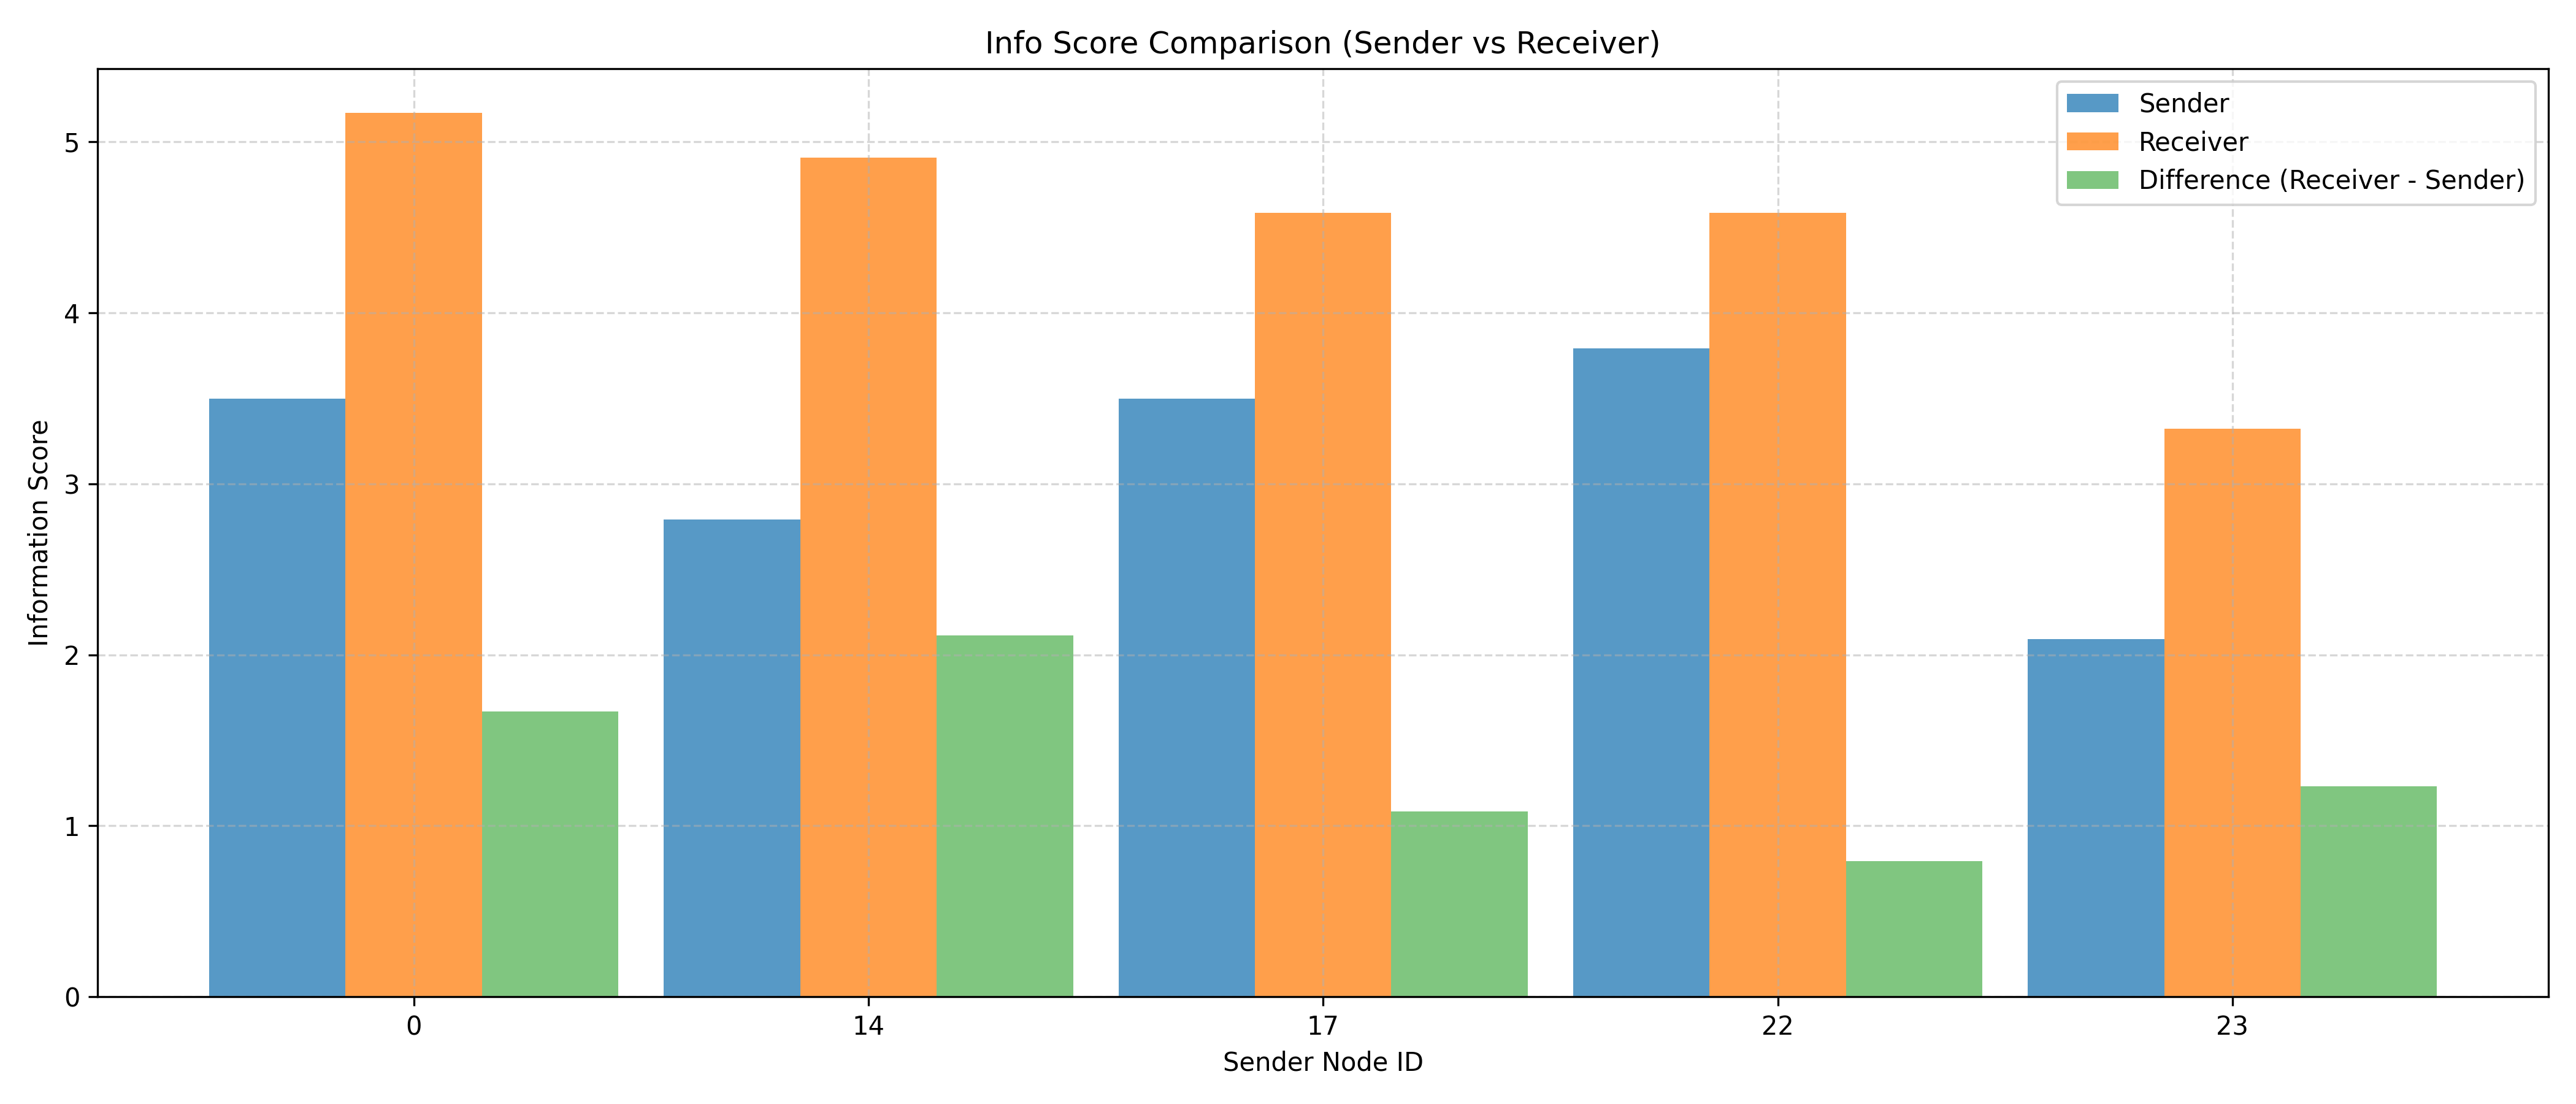 Info Score Comparison (Sender vs Receiver)
Sender
Receiver
Difference (Receiver - Sender)
Information Score
5
4
3
2
1
0
0 14 17 22 23
Sender Node ID